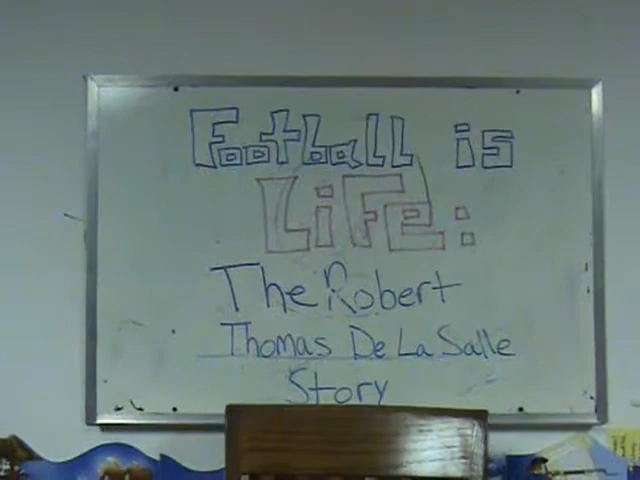 Football is
LiFe:
The Robert
Thomas De La Salle
Story